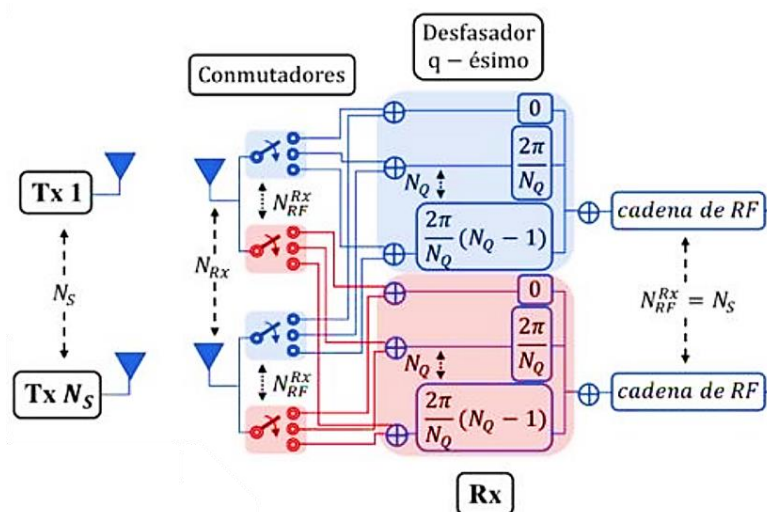 Desfasador
q − ésimo
Conmutadores
0
2π
N_Q
N_Q
2π
N_Q
(N_Q − 1)
Tx 1
N_RF^Rx
cadena de RF
N_S
N_Rx
0
N_RF^Rx = N_S
2π
N_Q
N_Q
Tx N_S
N_RF^Rx
cadena de RF
2π
N_Q
(N_Q − 1)
Rx